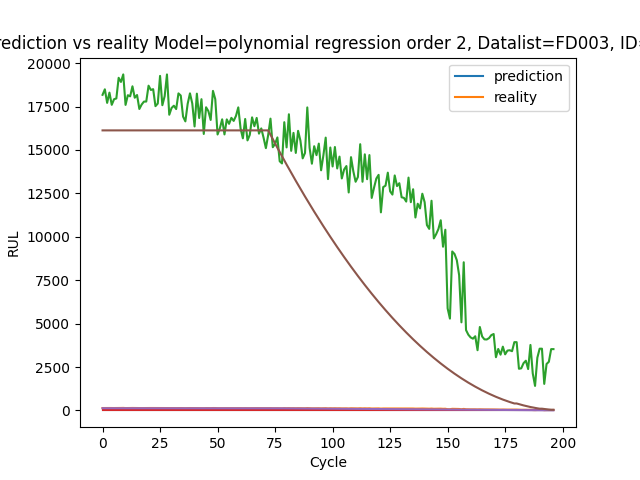 rediction vs reality Model=polynomial regression order 2, Datalist=FD003, ID=
20000
17500
15000
12500
10000
7500
5000
2500
0
RUL
prediction
reality
0 25 50 75 100 125 150 175 200
Cycle